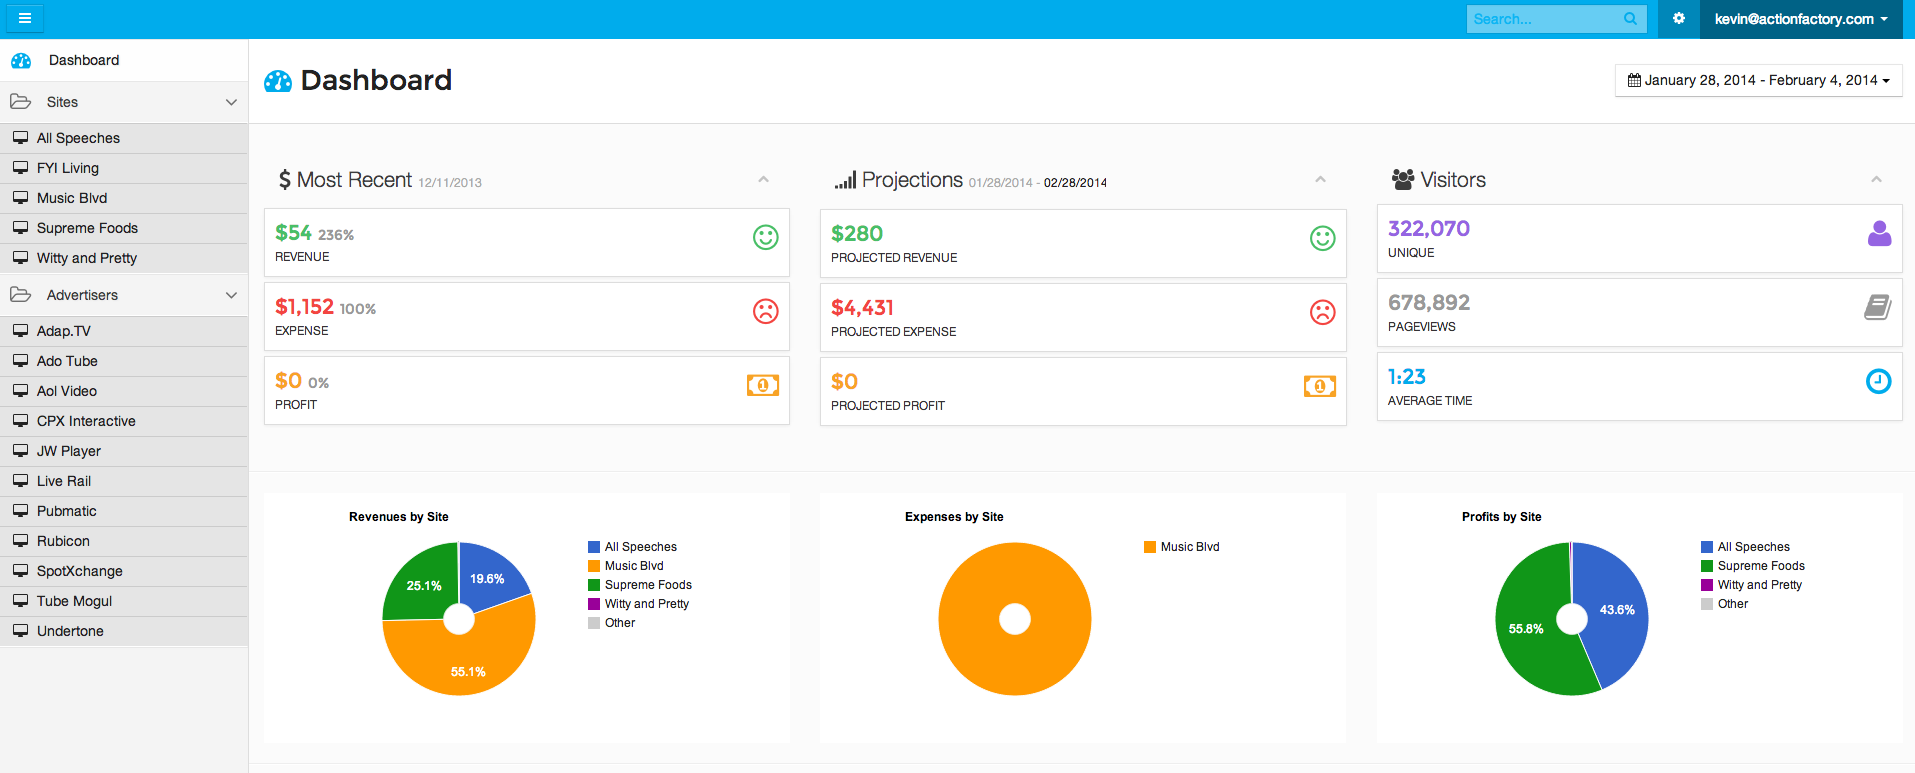 Search...
kevin@actionfactory.com
Dashboard
Sites
All Speeches
FYI Living
Music Blvd
Supreme Foods
Witty and Pretty
Advertisers
Adap.TV
Ado Tube
Aol Video
CPX Interactive
JW Player
Live Rail
Pubmatic
Rubicon
SpotXchange
Tube Mogul
Undertone
Dashboard
January 28, 2014 - February 4, 2014
$ Most Recent 12/11/2013
$54 236%
REVENUE
$1,152 100%
EXPENSE
$0 0%
PROFIT
Projections 01/28/2014 - 02/28/2014
$280
PROJECTED REVENUE
$4,431
PROJECTED EXPENSE
$0
PROJECTED PROFIT
1
Visitors
322,070
UNIQUE
678,892
PAGEVIEWS
1:23
AVERAGE TIME
Revenues by Site
19.6%
25.1%
55.1%
All Speeches
Music Blvd
Supreme Foods
Witty and Pretty
Other
Expenses by Site
Music Blvd
Profits by Site
43.6%
55.8%
All Speeches
Supreme Foods
Witty and Pretty
Other